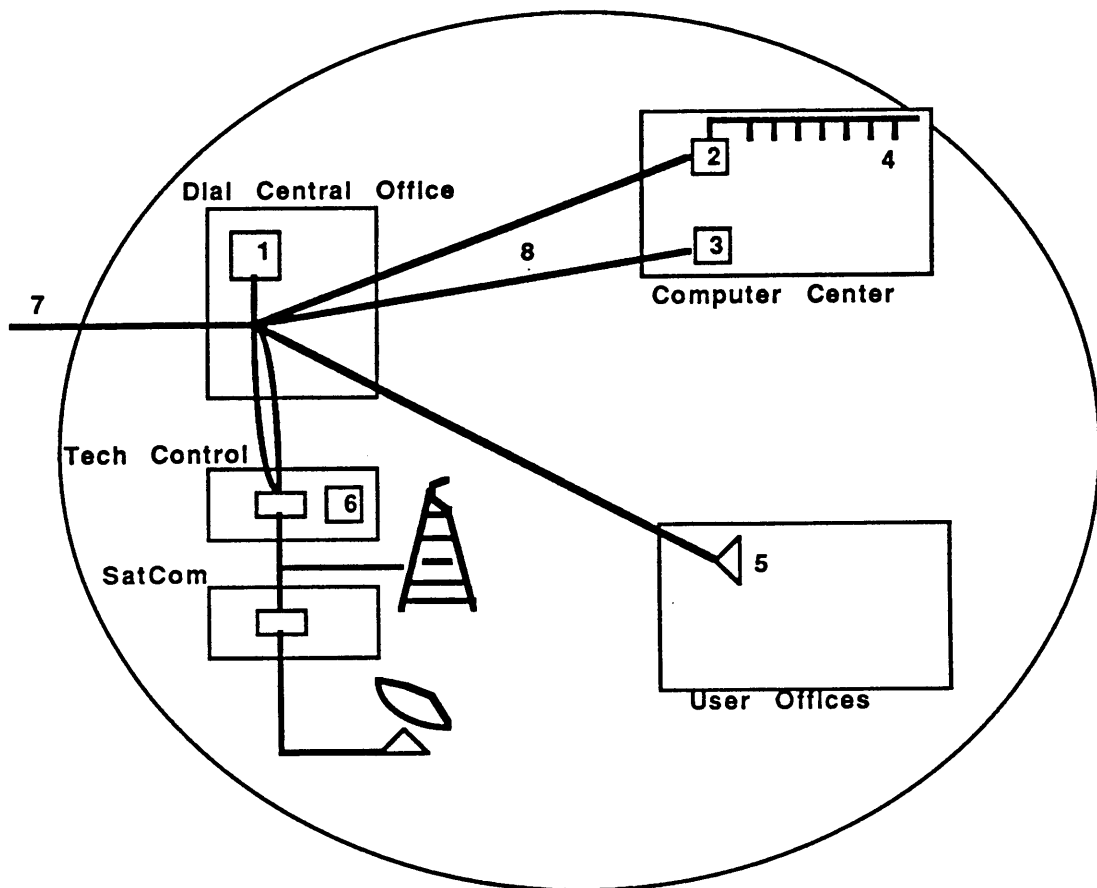 2
4
Dial Central Office
1
8
3
Computer Center
7
Tech Control
6
SatCom
5
User Offices